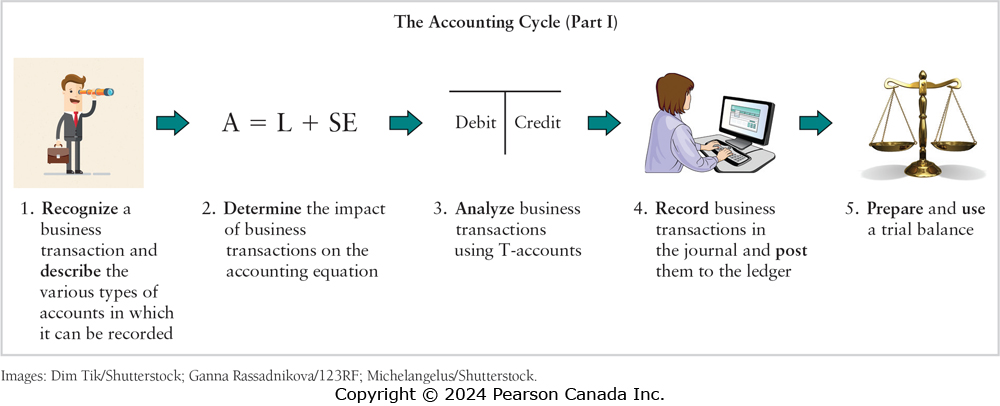 The Accounting Cycle (Part I)
A = L + SE
Debit
Credit
1. Recognize a
business
transaction and
describe the
various types of
accounts in which
it can be recorded
2. Determine the impact
of business
transactions on the
accounting equation
3. Analyze business
transactions
using T-accounts
4. Record business
transactions in
the journal and post
them to the ledger
5. Prepare and use
a trial balance
Images: Dim Tik/Shutterstock; Ganna Rassadnikova/123RF; Michelangelus/Shutterstock.
Copyright © 2024 Pearson Canada Inc.